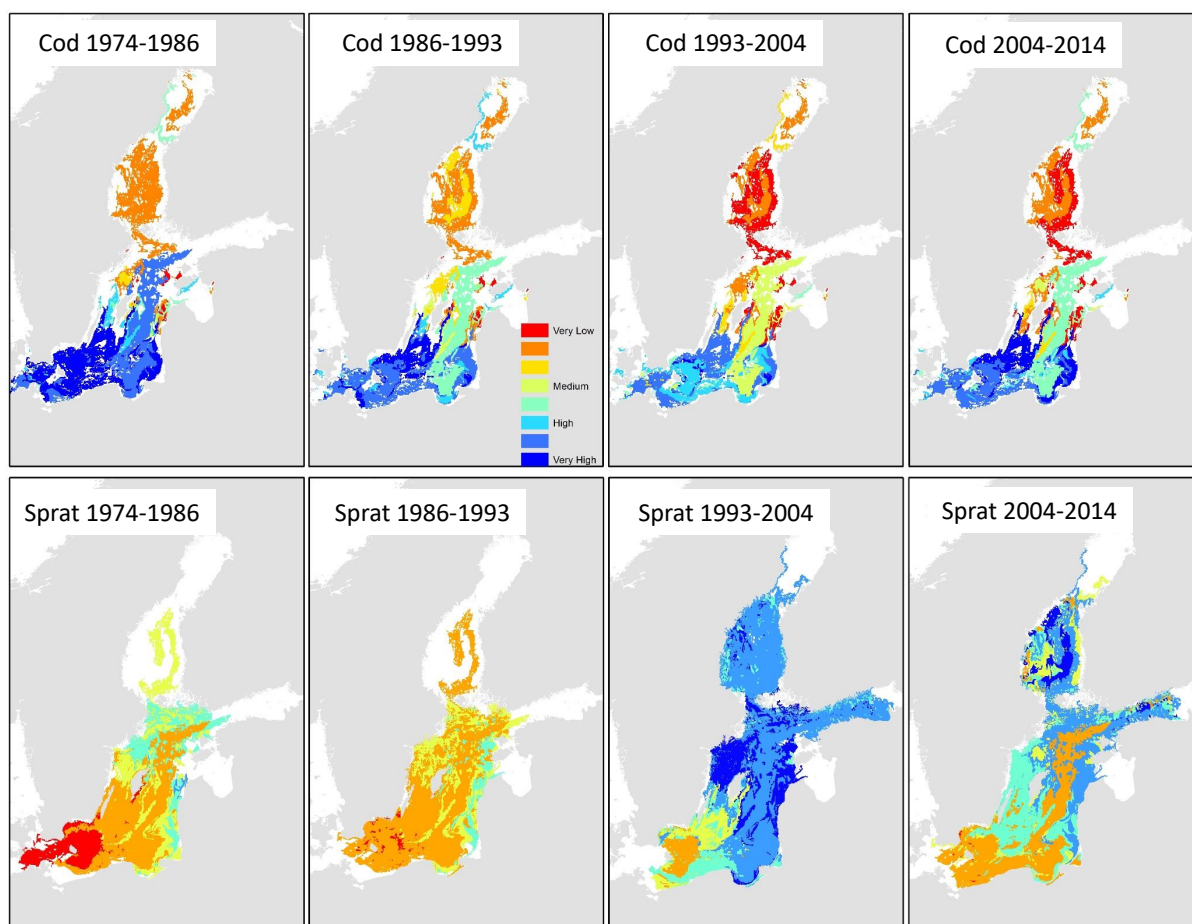 Cod 1974-1986
Cod 1986-1993
Cod 1993-2004
Cod 2004-2014
Very Low
Medium
High
Very High
Sprat 1974-1986
Sprat 1986-1993
Sprat 1993-2004
Sprat 2004-2014